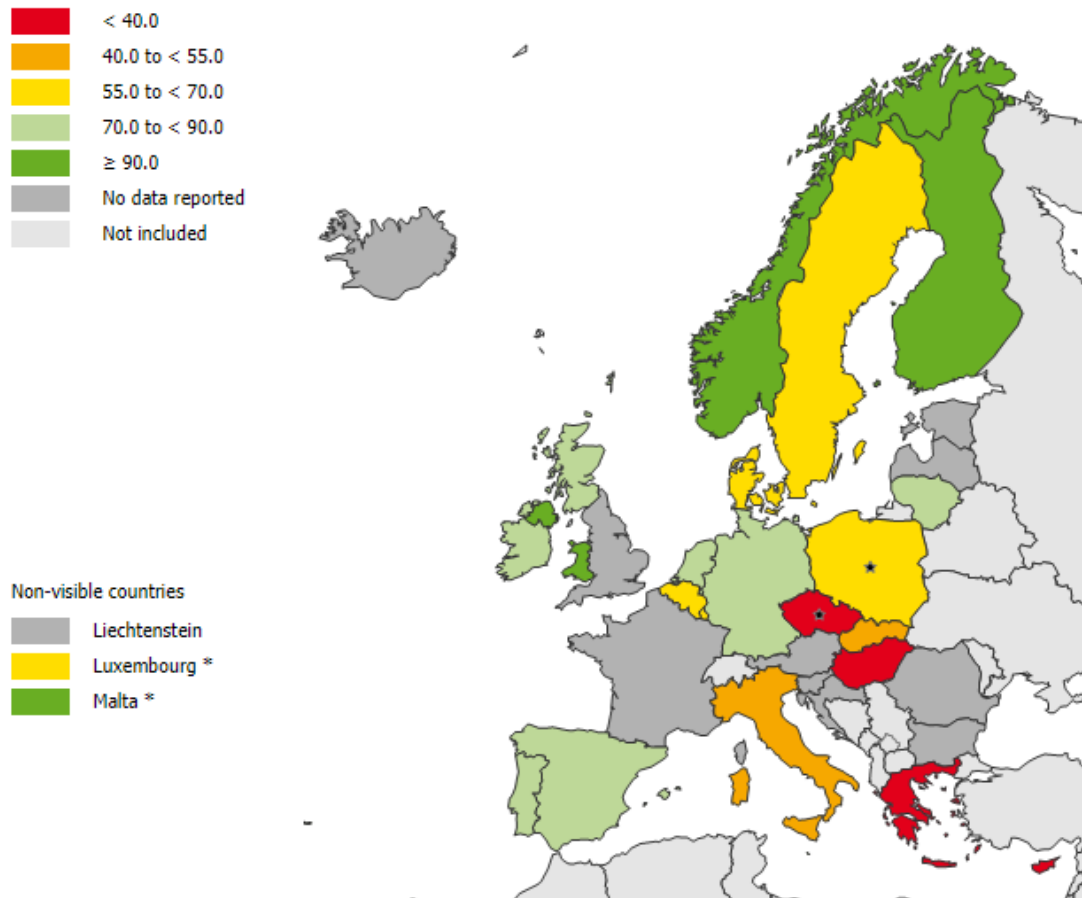 < 40.0
40.0 to < 55.0
55.0 to < 70.0
70.0 to < 90.0
≥ 90.0
No data reported
Not included
Non-visible countries
Liechtenstein
Luxembourg *
Malta *